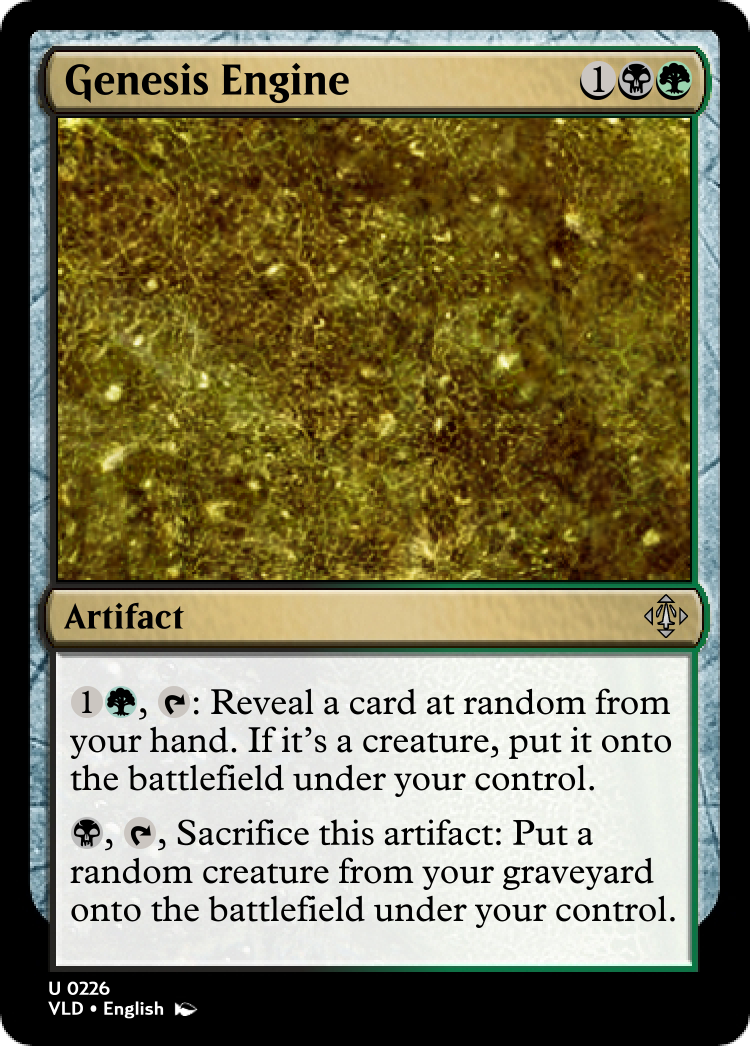 Genesis Engine 1
Artifact
1, : Reveal a card at random from
your hand. If it's a creature, put it onto
the battlefield under your control.
, , Sacrifice this artifact: Put a
random creature from your graveyard
onto the battlefield under your control.
U 0226
VLD • English